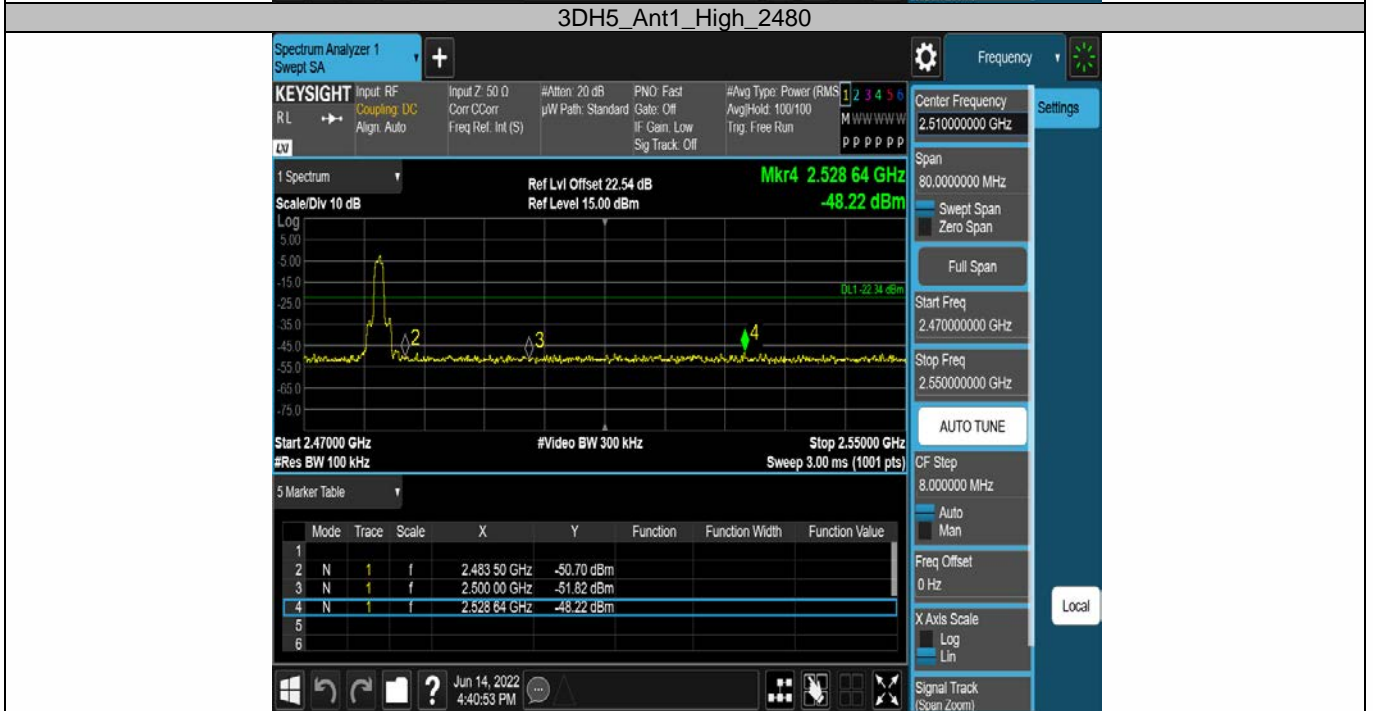 3DH5_Ant1_High_2480
Spectrum Analyzer 1
Swept SA
+
Frequency
KEYSIGHT
RL
LXI
Input: RF
Coupling: DC
Align: Auto
Input Z: 50 Ω
Corr CCorr
Freq Ref: Int (S)
#Atten: 20 dB
µW Path: Standard
PNO: Fast
Gate: Off
IF Gain: Low
Sig Track: Off
#Avg Type: Power (RMS
Avg|Hold: 100/100
Trig: Free Run
1 2 3 4 5 6
M W W W W W
P P P P P P
Center Frequency
2.510000000 GHz
Settings
Span
80.0000000 MHz
Swept Span
Zero Span
Full Span
Start Freq
2.470000000 GHz
Stop Freq
2.550000000 GHz
AUTO TUNE
CF Step
8.000000 MHz
Auto
Man
Freq Offset
0 Hz
X Axis Scale
Log
Lin
Signal Track
(Span Zoom)
Local
1 Spectrum
Scale/Div 10 dB
Ref Lvl Offset 22.54 dB
Ref Level 15.00 dBm
Mkr4 2.528 64 GHz
-48.22 dBm
Log
5.00
-5.00
-15.0
-25.0
-35.0
-45.0
-55.0
-65.0
-75.0
DL1 -22.34 dBm
2
3
4
Start 2.47000 GHz
#Video BW 300 kHz
Stop 2.55000 GHz
#Res BW 100 kHz
Sweep 3.00 ms (1001 pts)
5 Marker Table
Mode Trace Scale X Y Function Function Width Function Value
1
2 N 1 f 2.483 50 GHz -50.70 dBm
3 N 1 f 2.500 00 GHz -51.82 dBm
4 N 1 f 2.528 64 GHz -48.22 dBm
5
6
?
Jun 14, 2022
4:40:53 PM